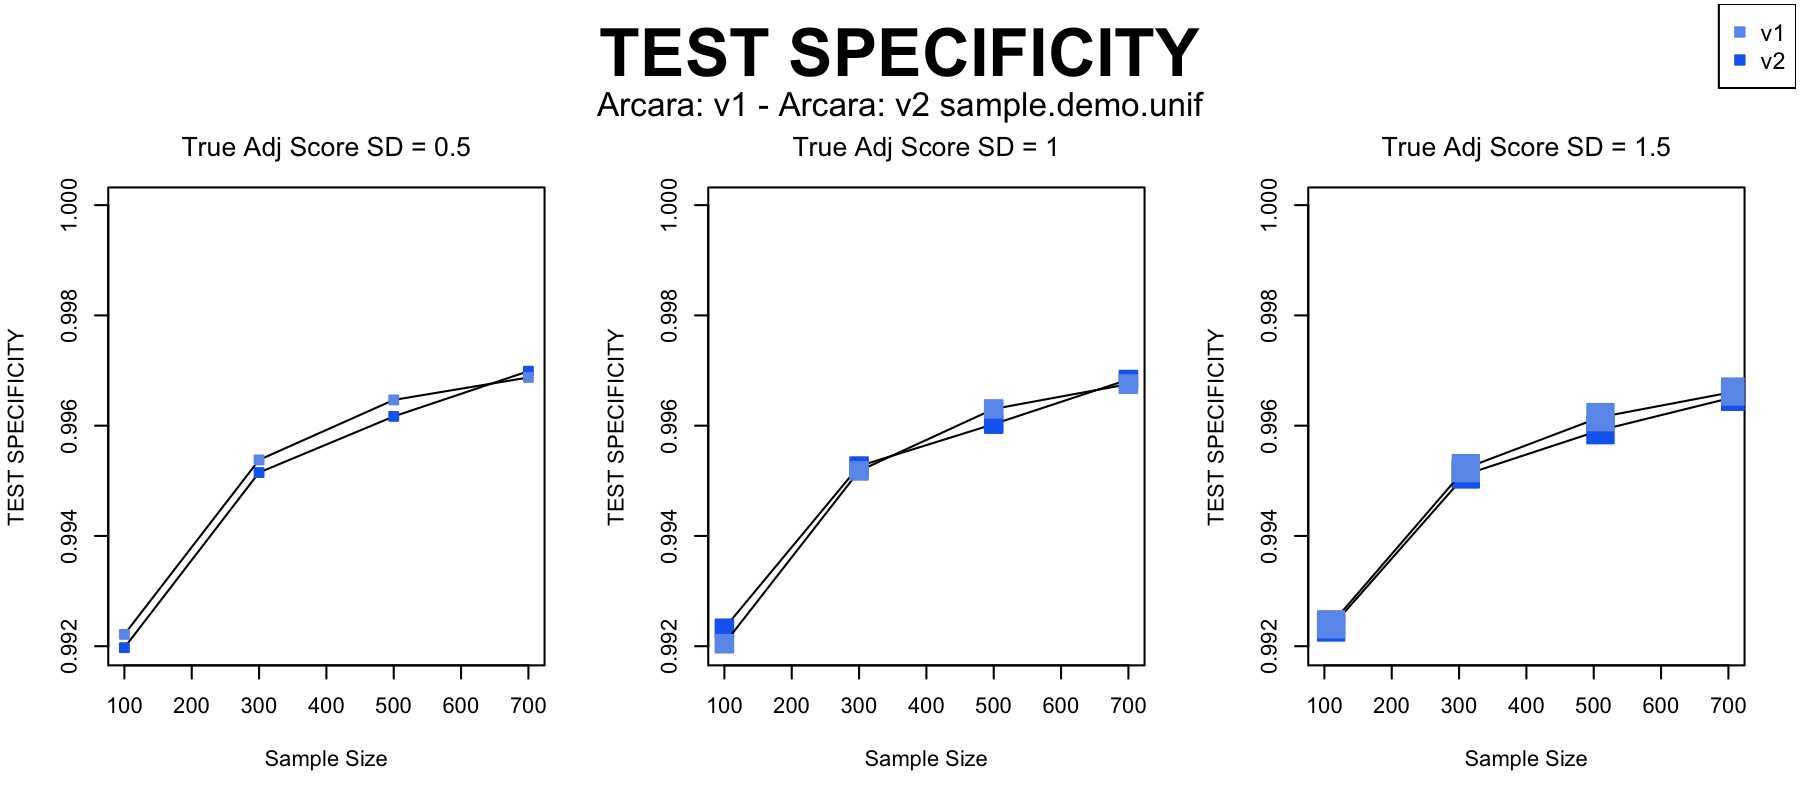 TEST SPECIFICITY
Arcara: v1 - Arcara: v2 sample.demo.unif
v1
v2
True Adj Score SD = 0.5
TEST SPECIFICITY
1.000
0.998
0.996
0.994
0.992
100 200 300 400 500 600 700
Sample Size
True Adj Score SD = 1
TEST SPECIFICITY
1.000
0.998
0.996
0.994
0.992
100 200 300 400 500 600 700
Sample Size
True Adj Score SD = 1.5
TEST SPECIFICITY
1.000
0.998
0.996
0.994
0.992
100 200 300 400 500 600 700
Sample Size